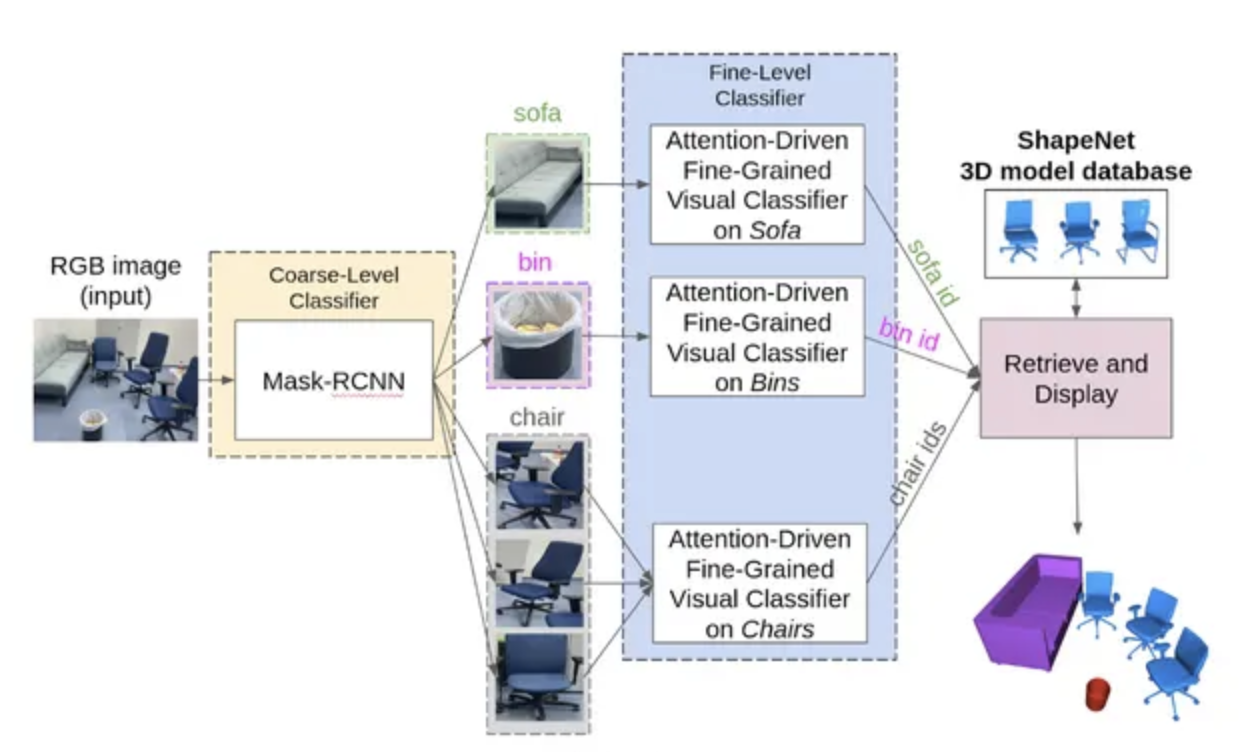 RGB image
(input)
Coarse-Level
Classifier
Mask-RCNN
sofa
bin
chair
Fine-Level
Classifier
Attention-Driven
Fine-Grained
Visual Classifier
on Sofa
Attention-Driven
Fine-Grained
Visual Classifier
on Bins
Attention-Driven
Fine-Grained
Visual Classifier
on Chairs
sofa id
bin id
chair ids
ShapeNet
3D model database
Retrieve and
Display